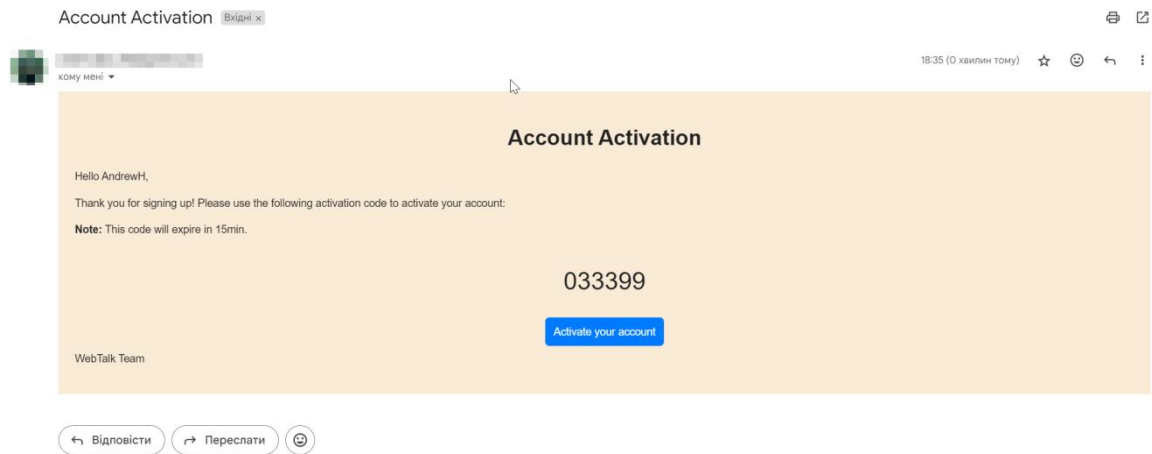 Account Activation Вхідні ×
18:35 (0 хвилин тому)
кому мені
Account Activation
Hello AndrewH,
Thank you for signing up! Please use the following activation code to activate your account:
Note: This code will expire in 15min.
033399
Activate your account
WebTalk Team
Відповісти Переслати